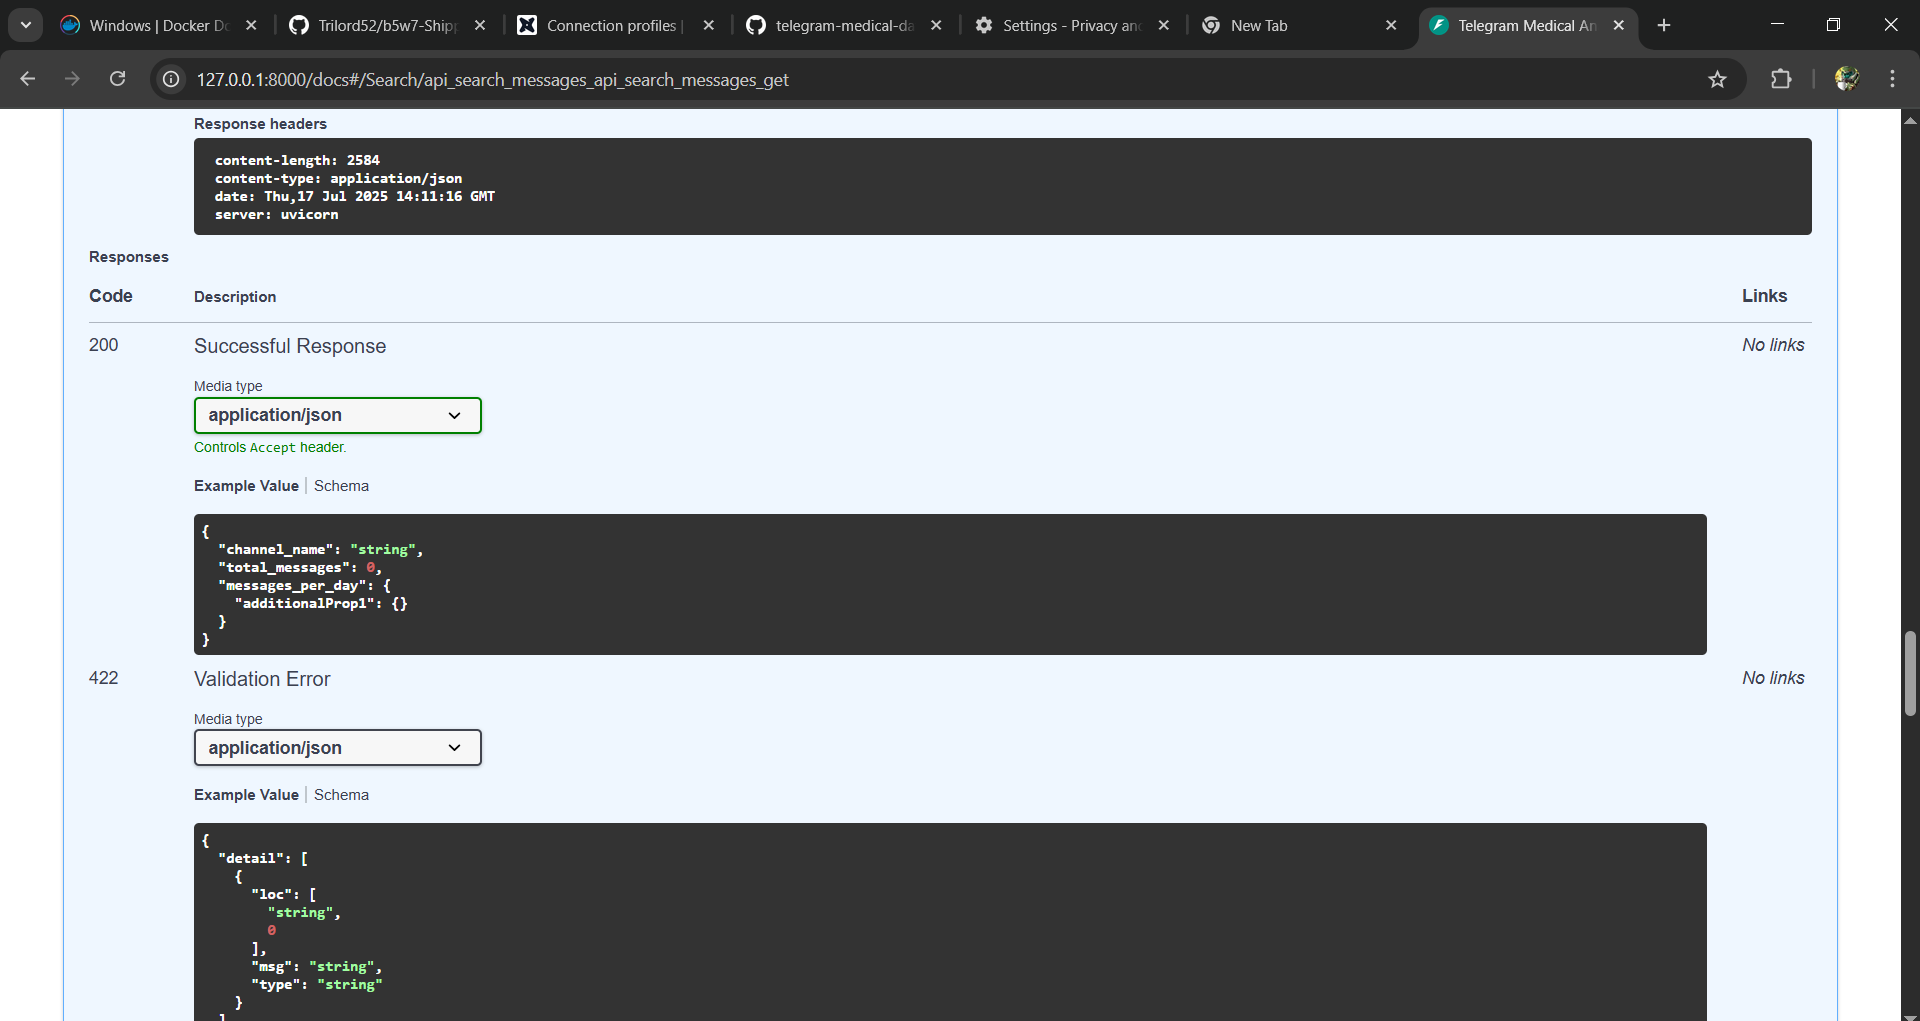 Windows | Docker Do
Trilord52/b5w7-Shipp
Connection profiles |
telegram-medical-da
Settings - Privacy and
New Tab
Telegram Medical An
127.0.0.1:8000/docs#/Search/api_search_messages_api_search_messages_get
Response headers
content-length: 2584
content-type: application/json
date: Thu,17 Jul 2025 14:11:16 GMT
server: uvicorn
Responses
Code Description Links
200 Successful Response No links
Media type
application/json
Controls Accept header.
Example Value | Schema
{
"channel_name": "string",
"total_messages": 0,
"messages_per_day": {
"additionalProp1": {}
}
}
422 Validation Error No links
Media type
application/json
Example Value | Schema
{
"detail": [
{
"loc": [
"string",
0
],
"msg": "string",
"type": "string"
}
]